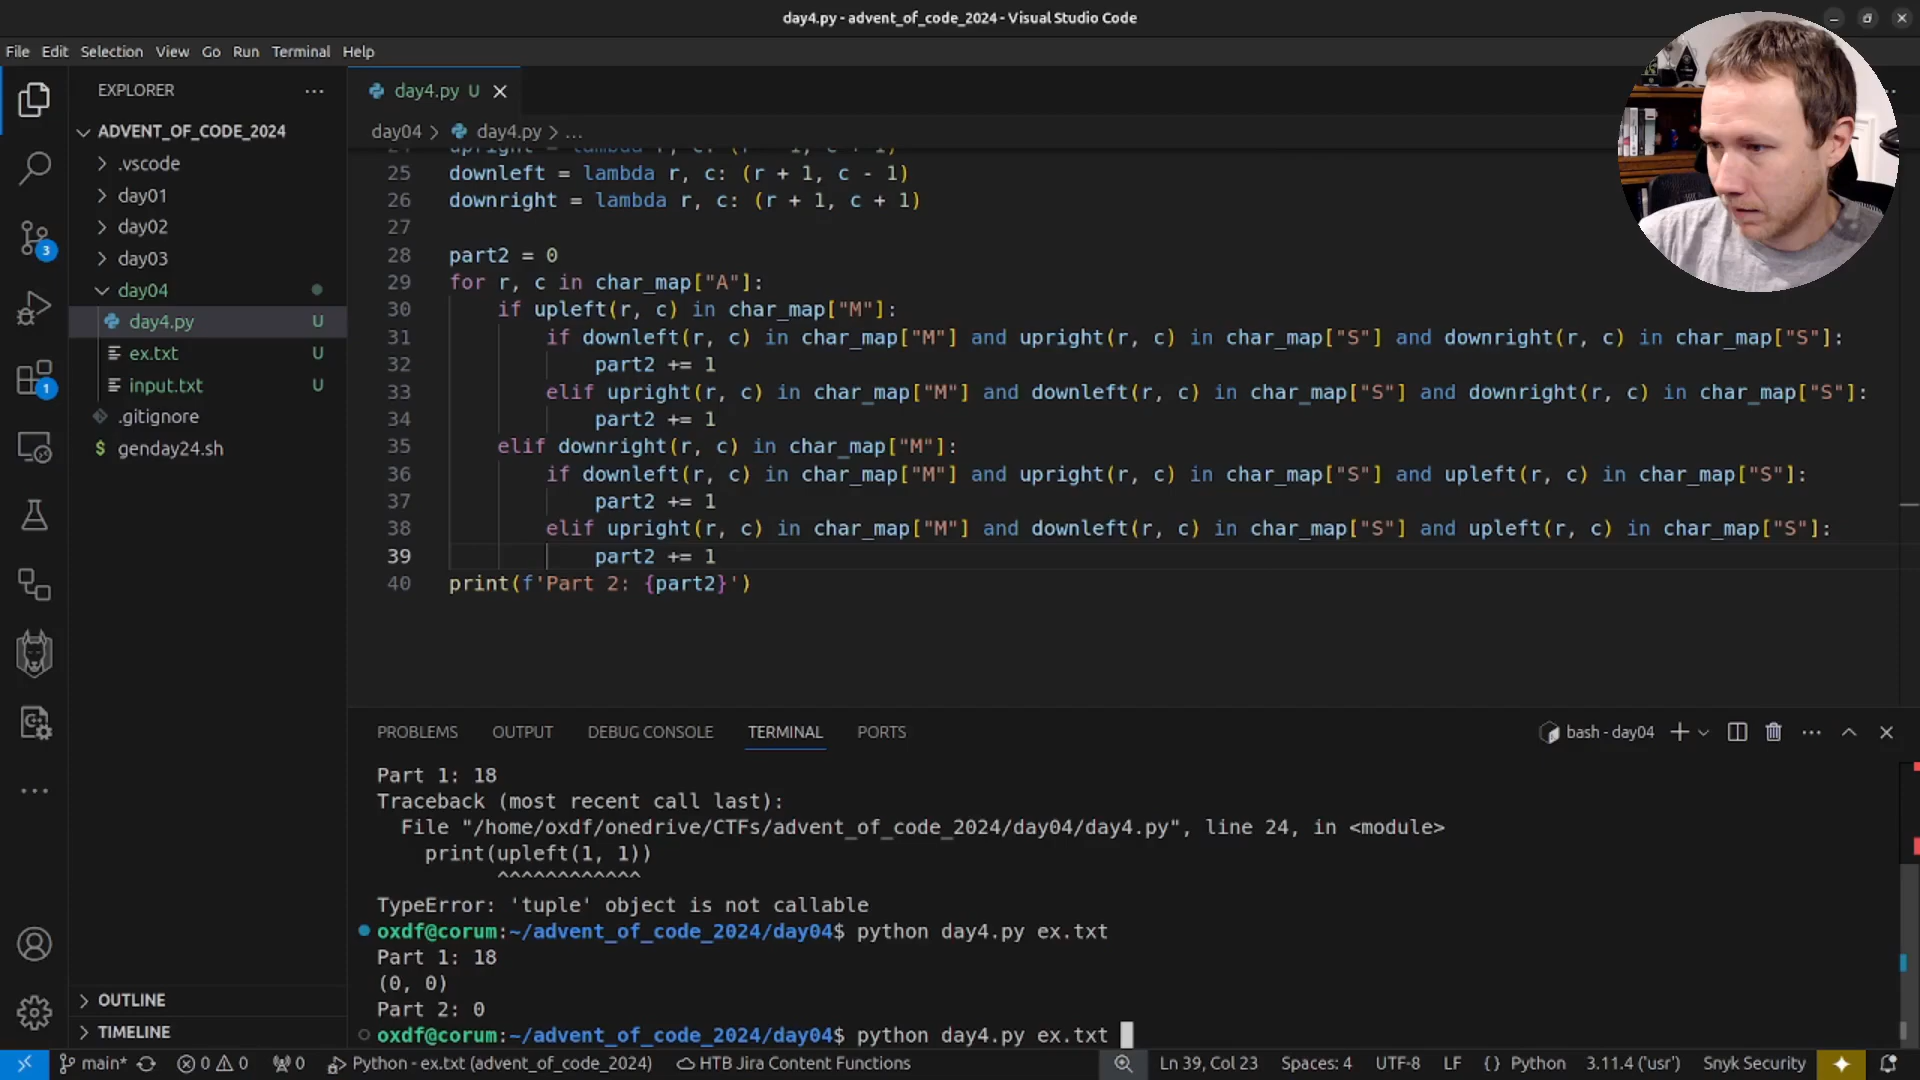 day4.py - advent_of_code_2024 - Visual Studio Code
File Edit Selection View Go Run Terminal Help
EXPLORER
day4.py U
ADVENT_OF_CODE_2024
day04 > day4.py > ...
.vscode
day01
day02
day03
day04
day4.py U
ex.txt U
input.txt U
.gitignore
$ genday24.sh
3
1
25 downleft = lambda r, c: (r + 1, c - 1)
26 downright = lambda r, c: (r + 1, c + 1)
27
28 part2 = 0
29 for r, c in char_map["A"]:
30 if upleft(r, c) in char_map["M"]:
31 if downleft(r, c) in char_map["M"] and upright(r, c) in char_map["S"] and downright(r, c) in char_map["S"]:
32 part2 += 1
33 elif upright(r, c) in char_map["M"] and downleft(r, c) in char_map["S"] and downright(r, c) in char_map["S"]:
34 part2 += 1
35 elif downright(r, c) in char_map["M"]:
36 if downleft(r, c) in char_map["M"] and upright(r, c) in char_map["S"] and upleft(r, c) in char_map["S"]:
37 part2 += 1
38 elif upright(r, c) in char_map["M"] and downleft(r, c) in char_map["S"] and upleft(r, c) in char_map["S"]:
39 part2 += 1
40 print(f'Part 2: {part2}')
PROBLEMS OUTPUT DEBUG CONSOLE TERMINAL PORTS
bash - day04
Part 1: 18
Traceback (most recent call last):
File "/home/oxdf/onedrive/CTFs/advent_of_code_2024/day04/day4.py", line 24, in <module>
print(upleft(1, 1))
^^^^^^^^^^^^
TypeError: 'tuple' object is not callable
oxdf@corum:~/advent_of_code_2024/day04$ python day4.py ex.txt
Part 1: 18
(0, 0)
Part 2: 0
oxdf@corum:~/advent_of_code_2024/day04$ python day4.py ex.txt
OUTLINE
TIMELINE
main* 0 0 0 Python - ex.txt (advent_of_code_2024) HTB Jira Content Functions Ln 39, Col 23 Spaces: 4 UTF-8 LF {} Python 3.11.4 ('usr') Snyk Security